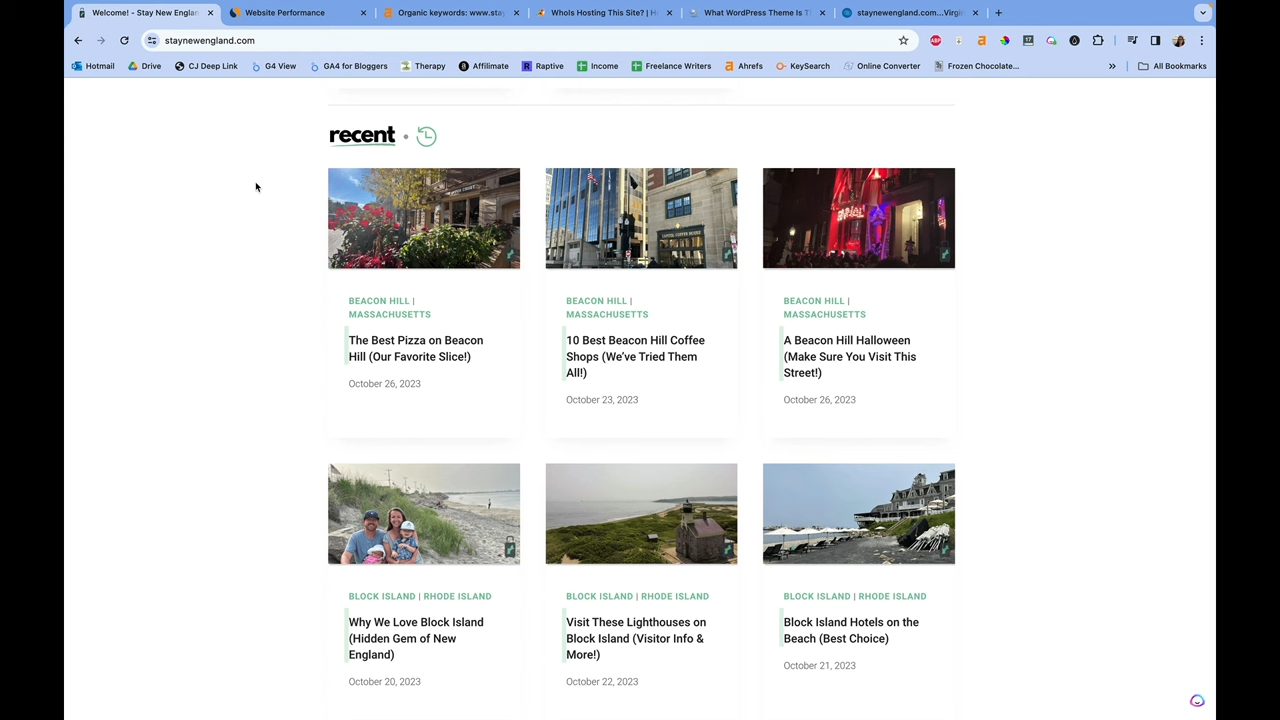 Welcome! - Stay New Englan
Website Performance
Organic keywords: www.stay
WhoIs Hosting This Site? | Ho
What WordPress Theme Is Th
staynewengland.com...Virgin
staynewengland.com
ABP
17
Hotmail
Drive
CJ Deep Link
G4 View
GA4 for Bloggers
Therapy
Affilimate
Raptive
Income
Freelance Writers
Ahrefs
KeySearch
Online Converter
Frozen Chocolate...
»
All Bookmarks
recent
BEACON HILL | MASSACHUSETTS
The Best Pizza on Beacon
Hill (Our Favorite Slice!)
October 26, 2023
BEACON HILL | MASSACHUSETTS
10 Best Beacon Hill Coffee
Shops (We've Tried Them
All!)
October 23, 2023
BEACON HILL | MASSACHUSETTS
A Beacon Hill Halloween
(Make Sure You Visit This
Street!)
October 26, 2023
BLOCK ISLAND | RHODE ISLAND
Why We Love Block Island
(Hidden Gem of New
England)
October 20, 2023
BLOCK ISLAND | RHODE ISLAND
Visit These Lighthouses on
Block Island (Visitor Info &
More!)
October 22, 2023
BLOCK ISLAND | RHODE ISLAND
Block Island Hotels on the
Beach (Best Choice)
October 21, 2023